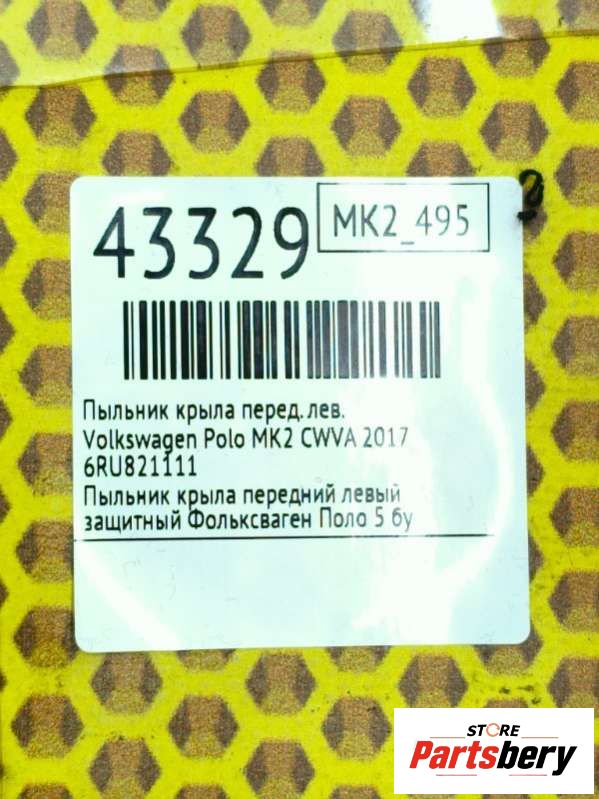 43329
MK2_495
Пыльник крыла перед. лев.
Volkswagen Polo MK2 CWVA 2017
6RU821111
Пыльник крыла передний левый
защитный Фольксваген Поло 5 бу
STORE
Partsbery